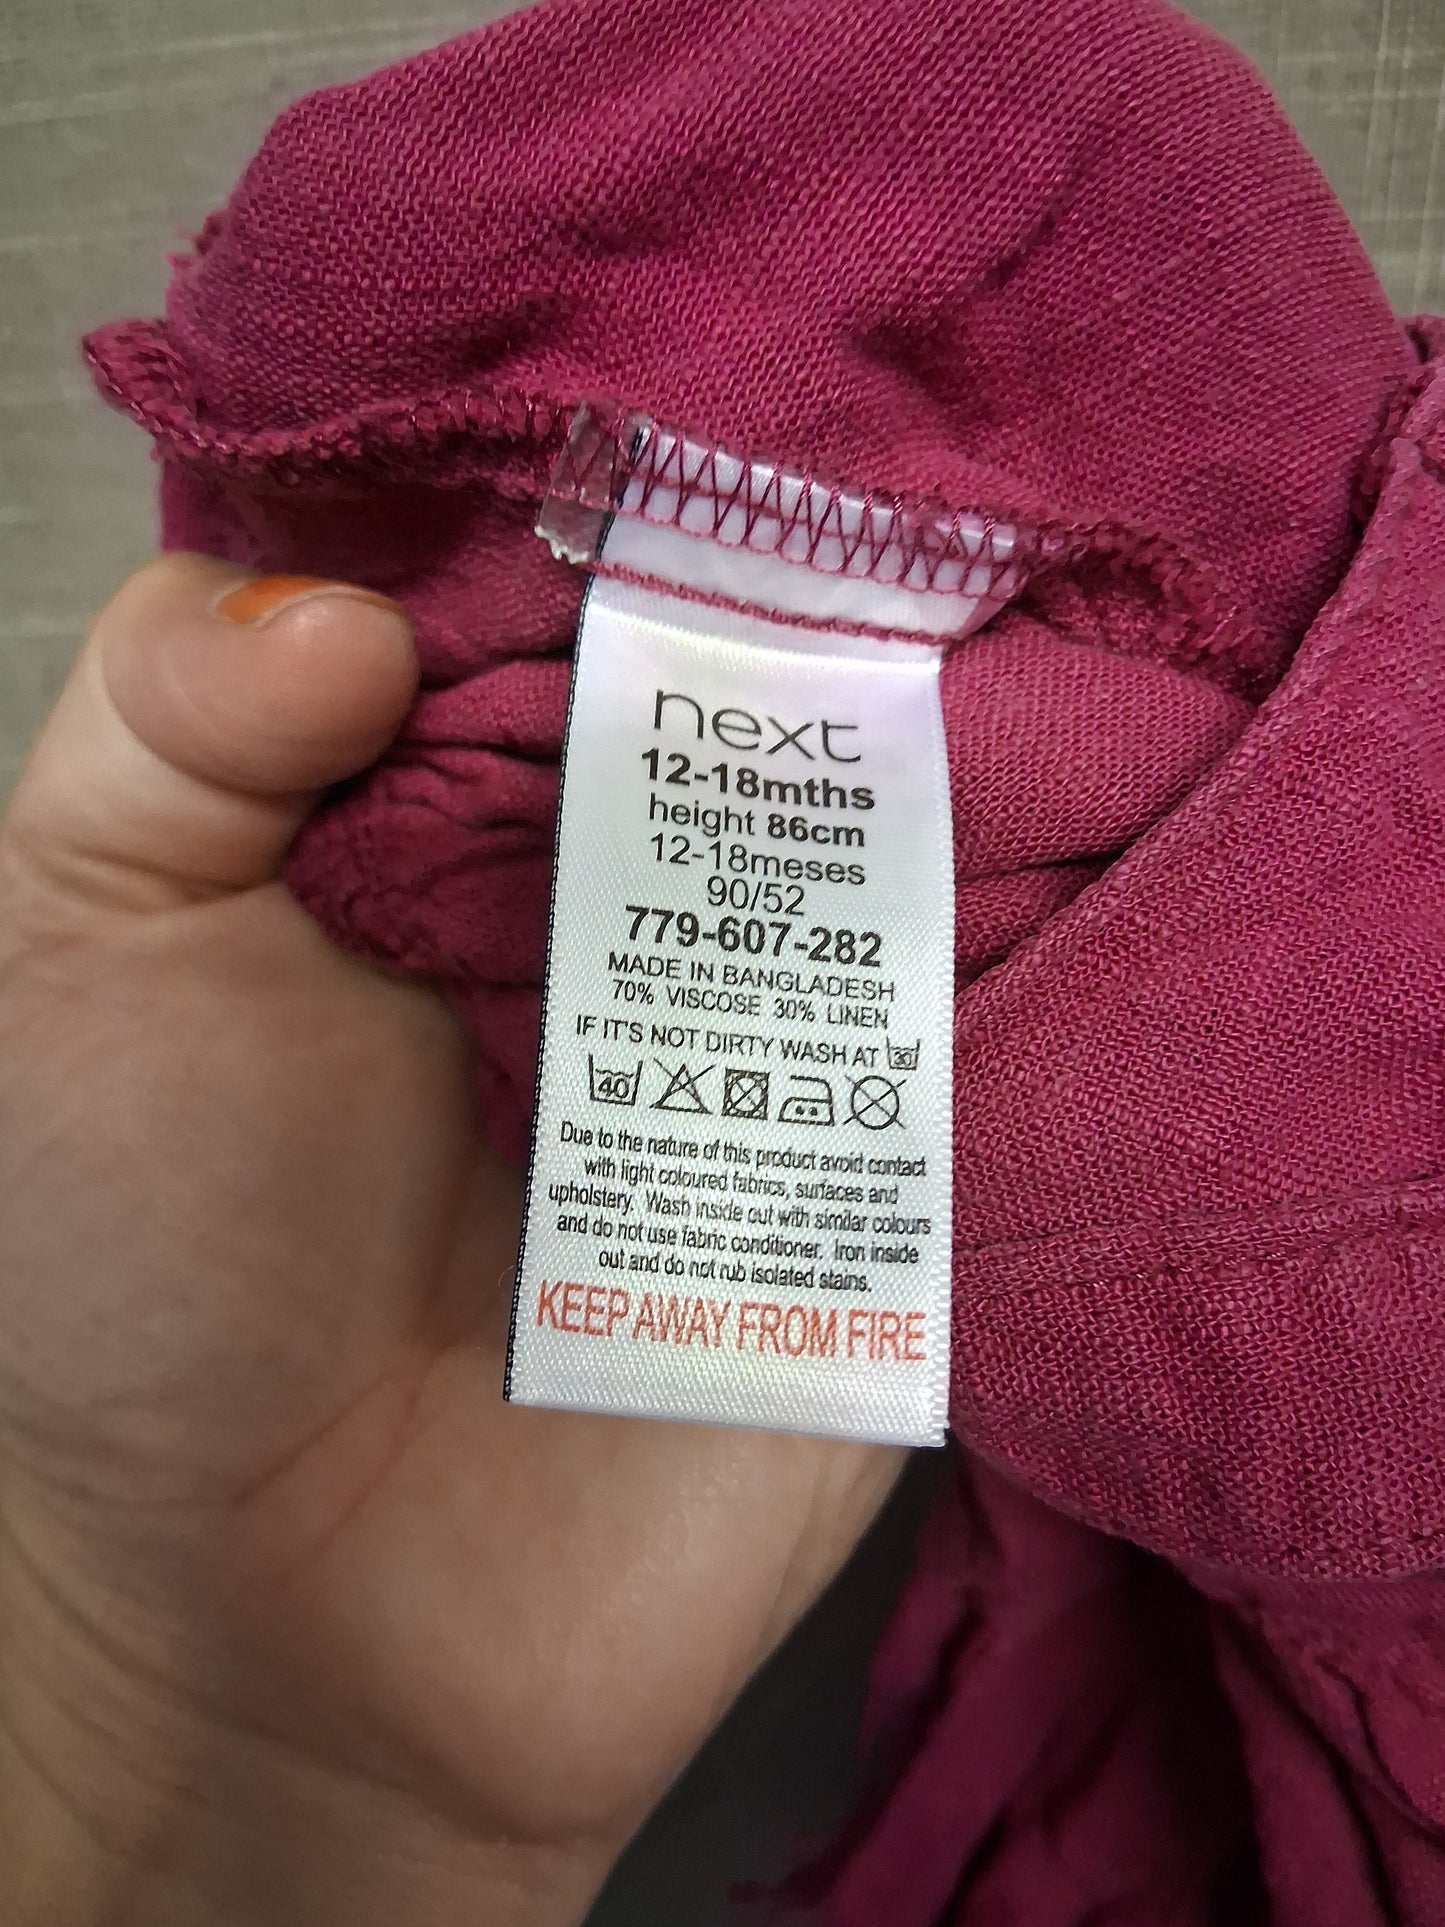 next
12-18mths
height 86cm
12-18meses
90/52
779-607-282
MADE IN BANGLADESH
70% VISCOSE 30% LINEN
IF IT'S NOT DIRTY WASH AT 30
40
Due to the nature of this product avoid contact
with light coloured fabrics, surfaces and
upholstery. Wash inside out with similar colours
and do not use fabric conditioner. Iron inside
out and do not rub isolated stains.
KEEP AWAY FROM FIRE